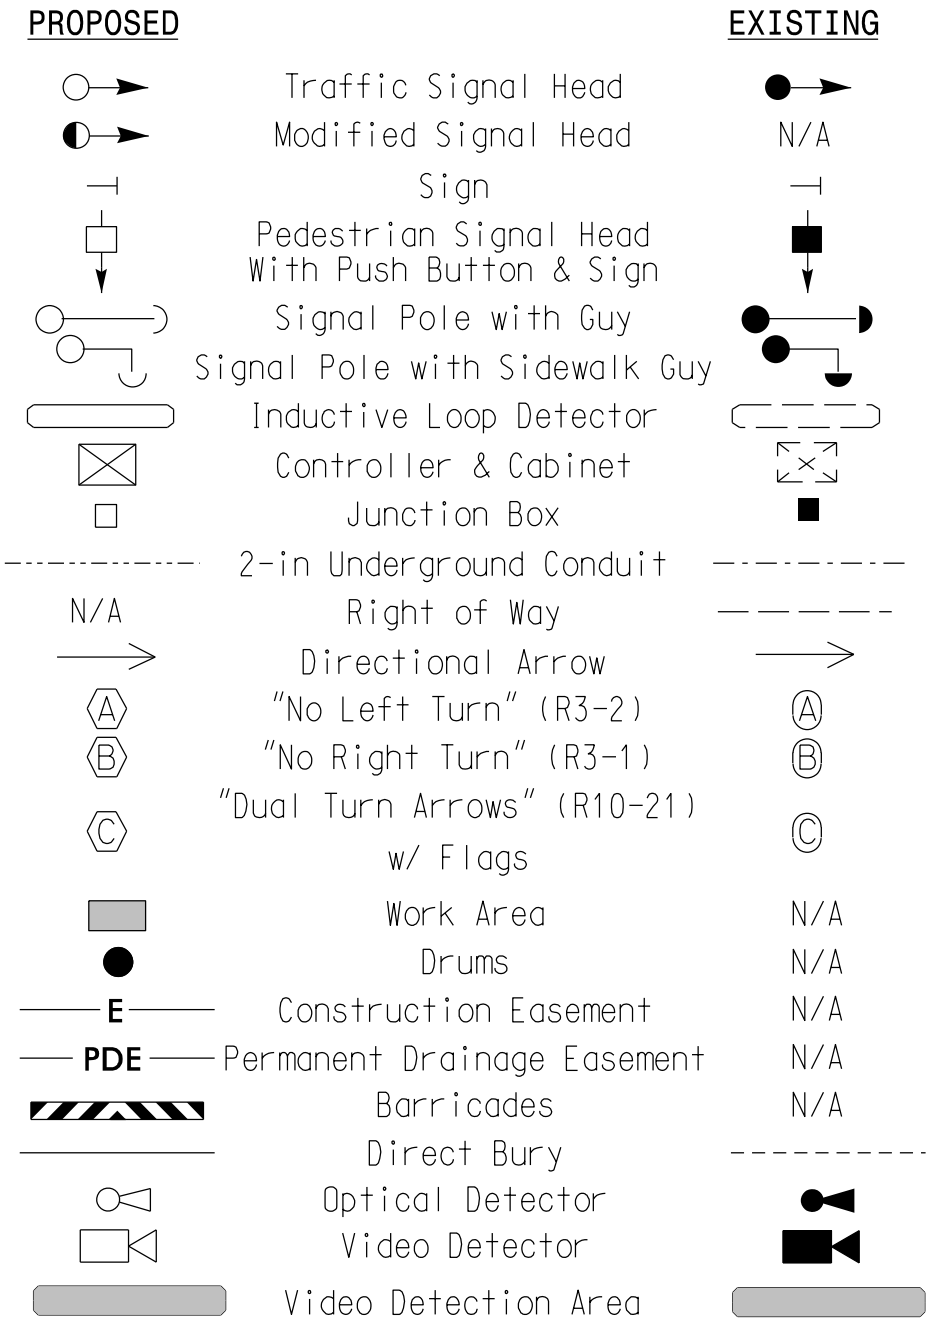 PROPOSED EXISTING
Traffic Signal Head
Modified Signal Head N/A
Sign
Pedestrian Signal Head
With Push Button & Sign
Signal Pole with Guy
Signal Pole with Sidewalk Guy
Inductive Loop Detector
Controller & Cabinet
Junction Box
2-in Underground Conduit
N/A Right of Way
Directional Arrow
A "No Left Turn" (R3-2) A
B "No Right Turn" (R3-1) B
"Dual Turn Arrows" (R10-21)
C C
w/ Flags
Work Area N/A
Drums N/A
E Construction Easement N/A
PDE Permanent Drainage Easement N/A
Barricades N/A
Direct Bury
Optical Detector
Video Detector
Video Detection Area